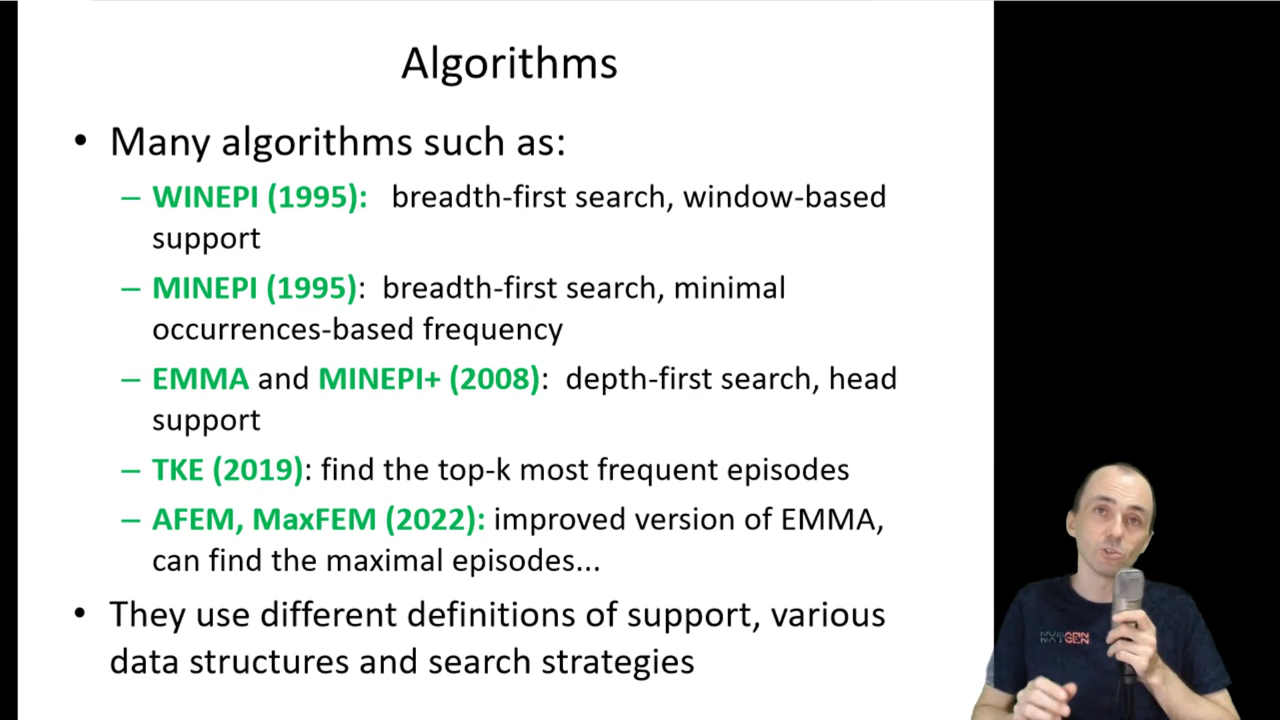 Algorithms
• Many algorithms such as:
– WINEPI (1995): breadth-first search, window-based
support
– MINEPI (1995): breadth-first search, minimal
occurrences-based frequency
– EMMA and MINEPI+ (2008): depth-first search, head
support
– TKE (2019): find the top-k most frequent episodes
– AFEM, MaxFEM (2022): improved version of EMMA,
can find the maximal episodes...
• They use different definitions of support, various
data structures and search strategies